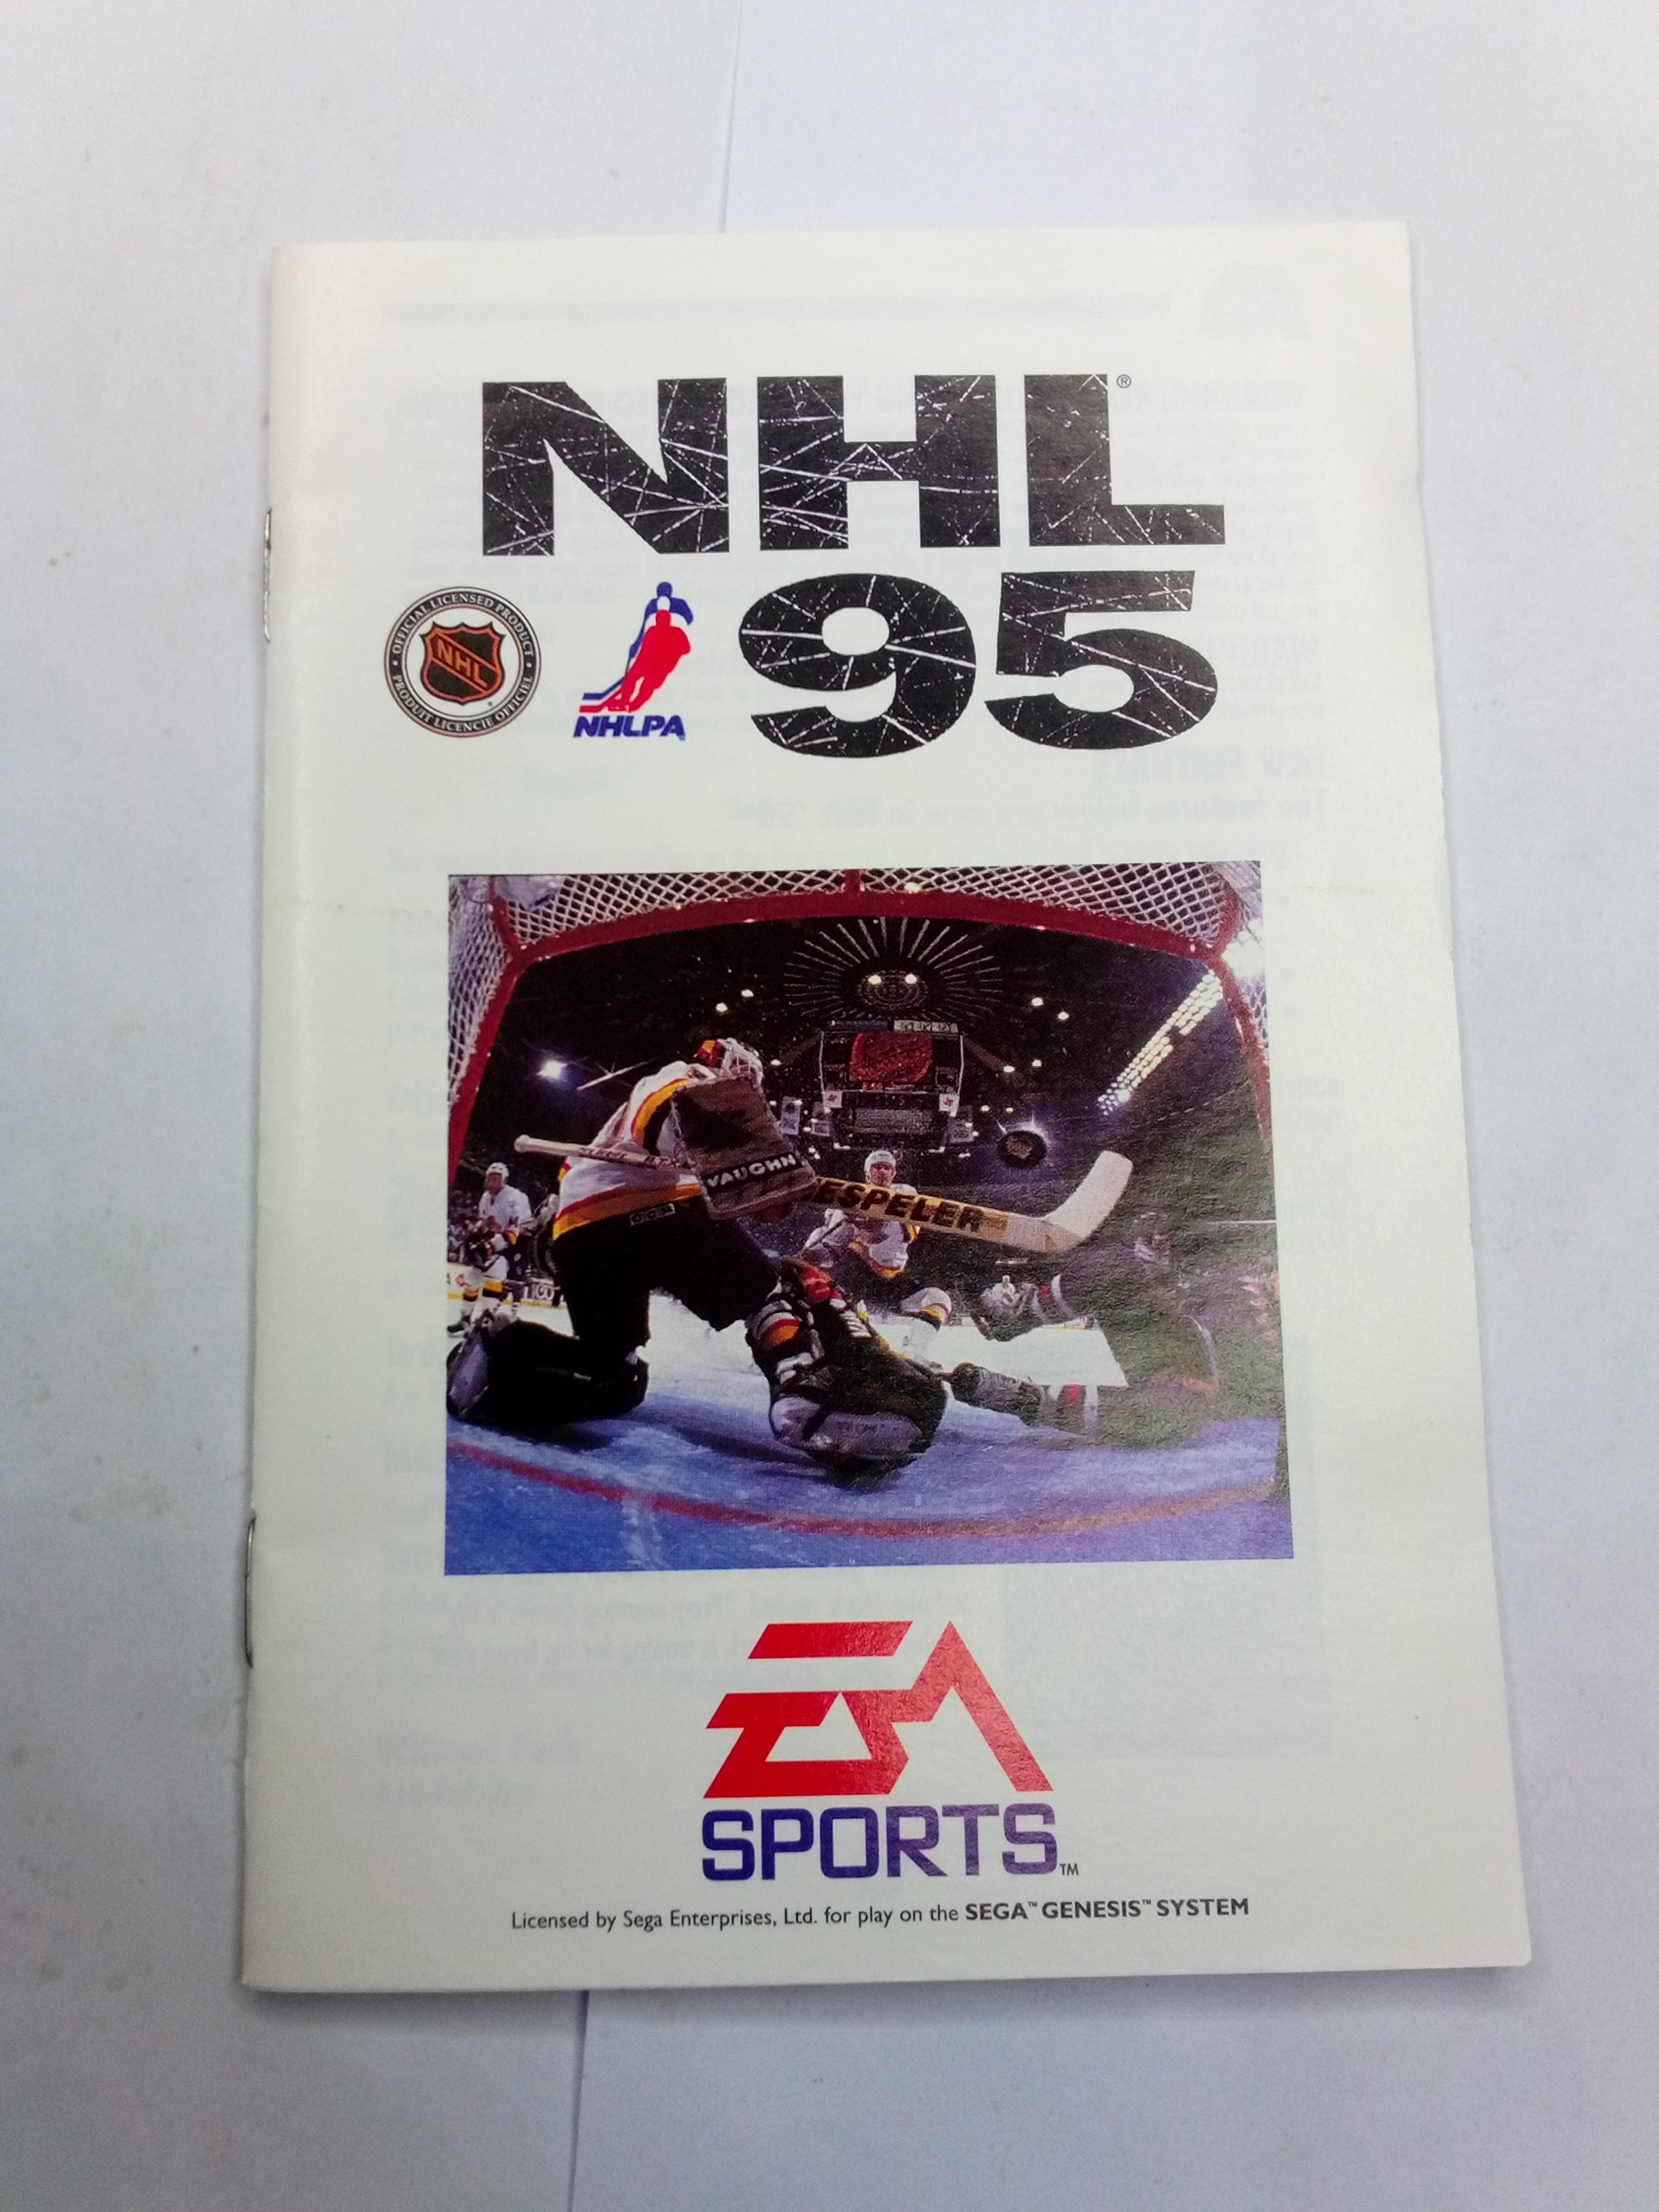 NHL®
95
OFFICIAL LICENSED PRODUCT
NHL
PRODUIT LICENCIE OFFICIEL
NHLPA
VAUGHN
ESPELER
CCM
EA
SPORTS™
Licensed by Sega Enterprises, Ltd. for play on the SEGA™ GENESIS™ SYSTEM